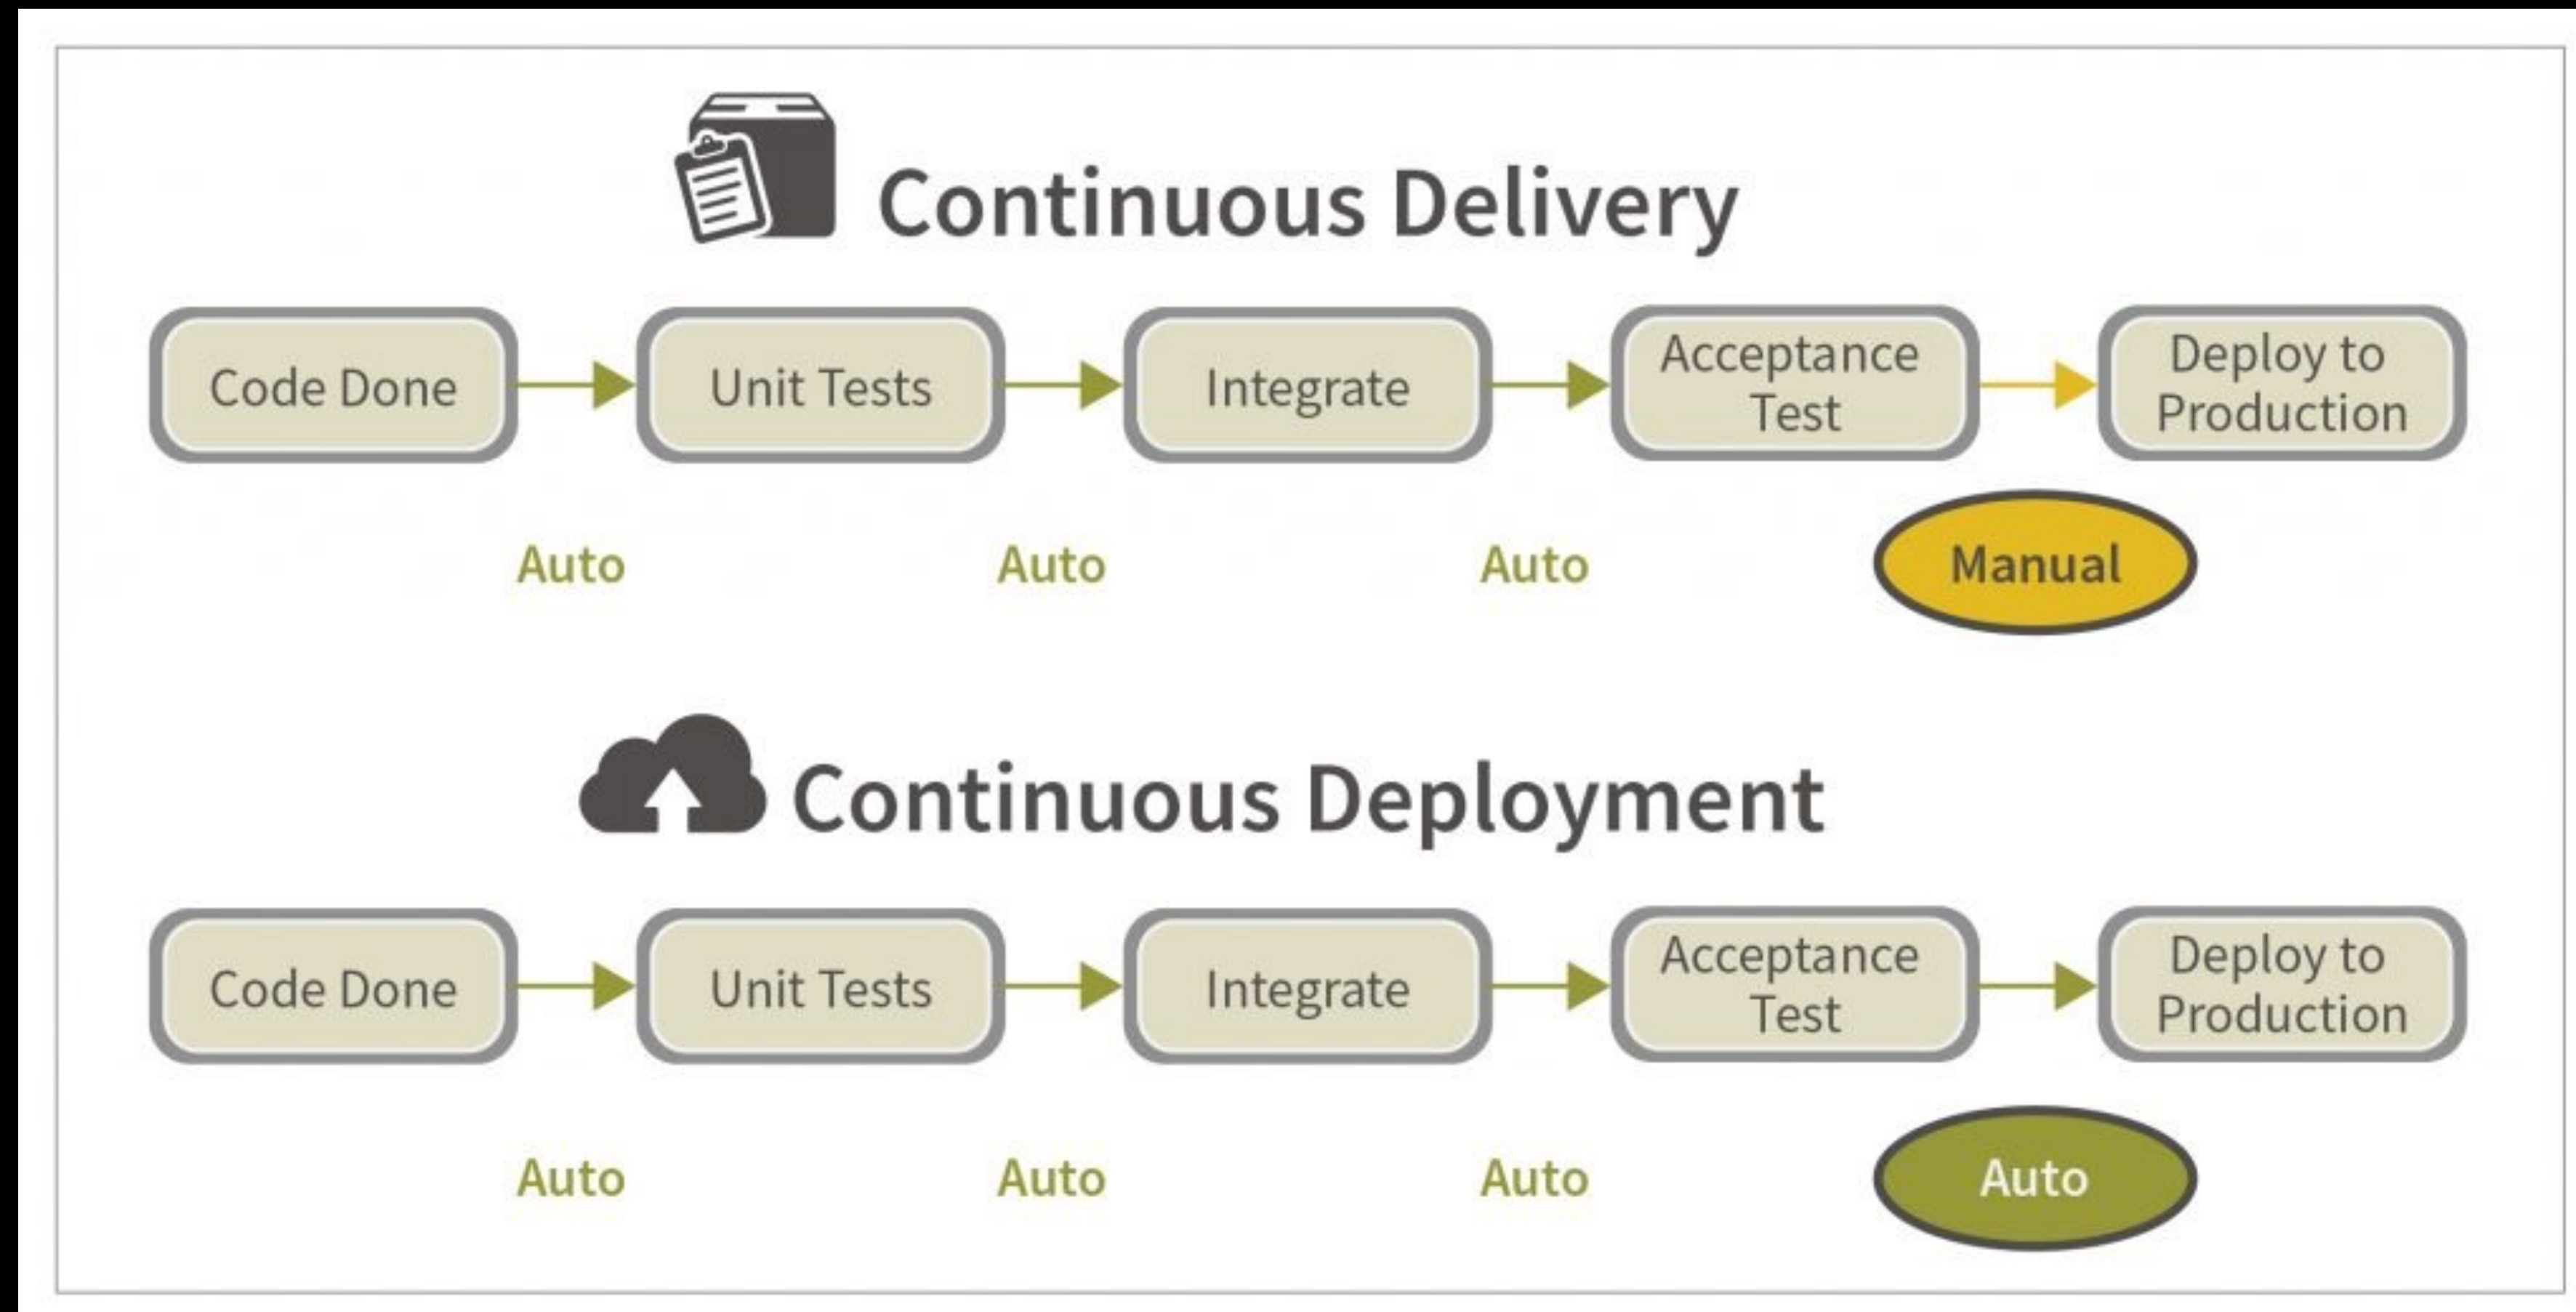 Continuous Delivery
Code Done
Unit Tests
Integrate
Acceptance
Test
Deploy to
Production
Auto
Auto
Auto
Manual
Continuous Deployment
Code Done
Unit Tests
Integrate
Acceptance
Test
Deploy to
Production
Auto
Auto
Auto
Auto